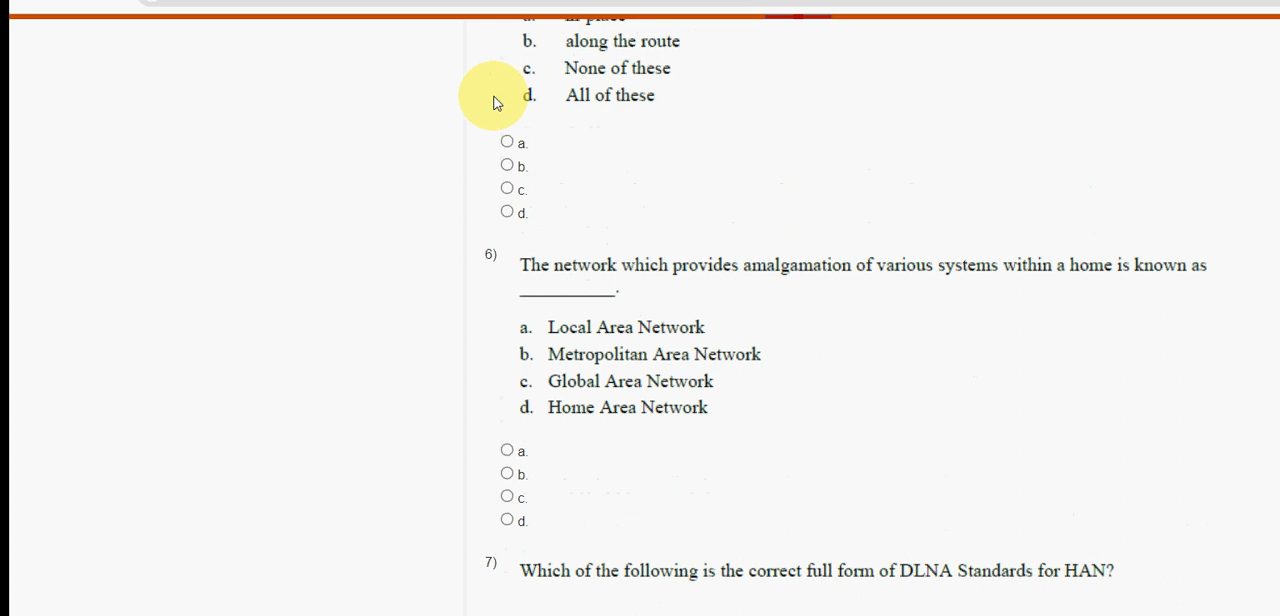 b. along the route
c. None of these
d. All of these
a.
b.
c.
d.
6) The network which provides amalgamation of various systems within a home is known as
__________.
a. Local Area Network
b. Metropolitan Area Network
c. Global Area Network
d. Home Area Network
a.
b.
c.
d.
7) Which of the following is the correct full form of DLNA Standards for HAN?